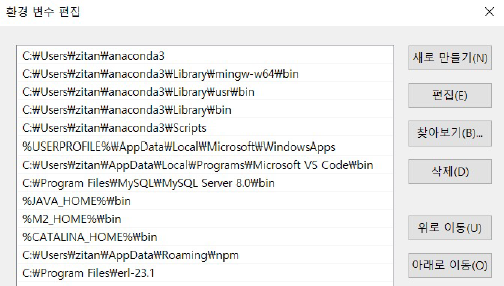 환경 변수 편집
C:₩Users₩zitan₩anaconda3
C:₩Users₩zitan₩anaconda3₩Library₩mingw-w64₩bin
C:₩Users₩zitan₩anaconda3₩Library₩usr₩bin
C:₩Users₩zitan₩anaconda3₩Library₩bin
C:₩Users₩zitan₩anaconda3₩Scripts
%USERPROFILE%₩AppData₩Local₩Microsoft₩WindowsApps
C:₩Users₩zitan₩AppData₩Local₩Programs₩Microsoft VS Code₩bin
C:₩Program Files₩MySQL₩MySQL Server 8.0₩bin
%JAVA_HOME%₩bin
%M2_HOME%₩bin
%CATALINA_HOME%₩bin
C:₩Users₩zitan₩AppData₩Roaming₩npm
C:₩Program Files₩erl-23.1
새로 만들기(N)
편집(E)
찾아보기(B)...
삭제(D)
위로 이동(U)
아래로 이동(O)